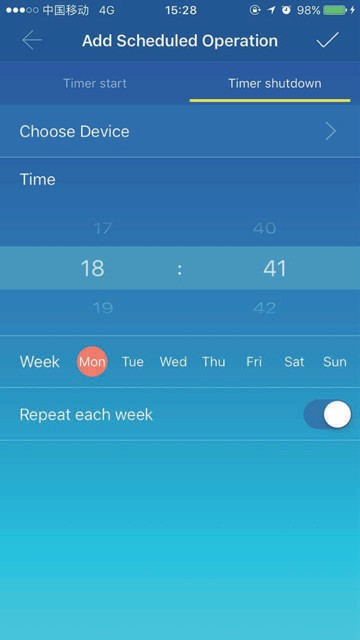 中国移动 4G 15:28 98%
Add Scheduled Operation
Timer start Timer shutdown
Choose Device
Time
17 40
18 : 41
19 42
Week Mon Tue Wed Thu Fri Sat Sun
Repeat each week